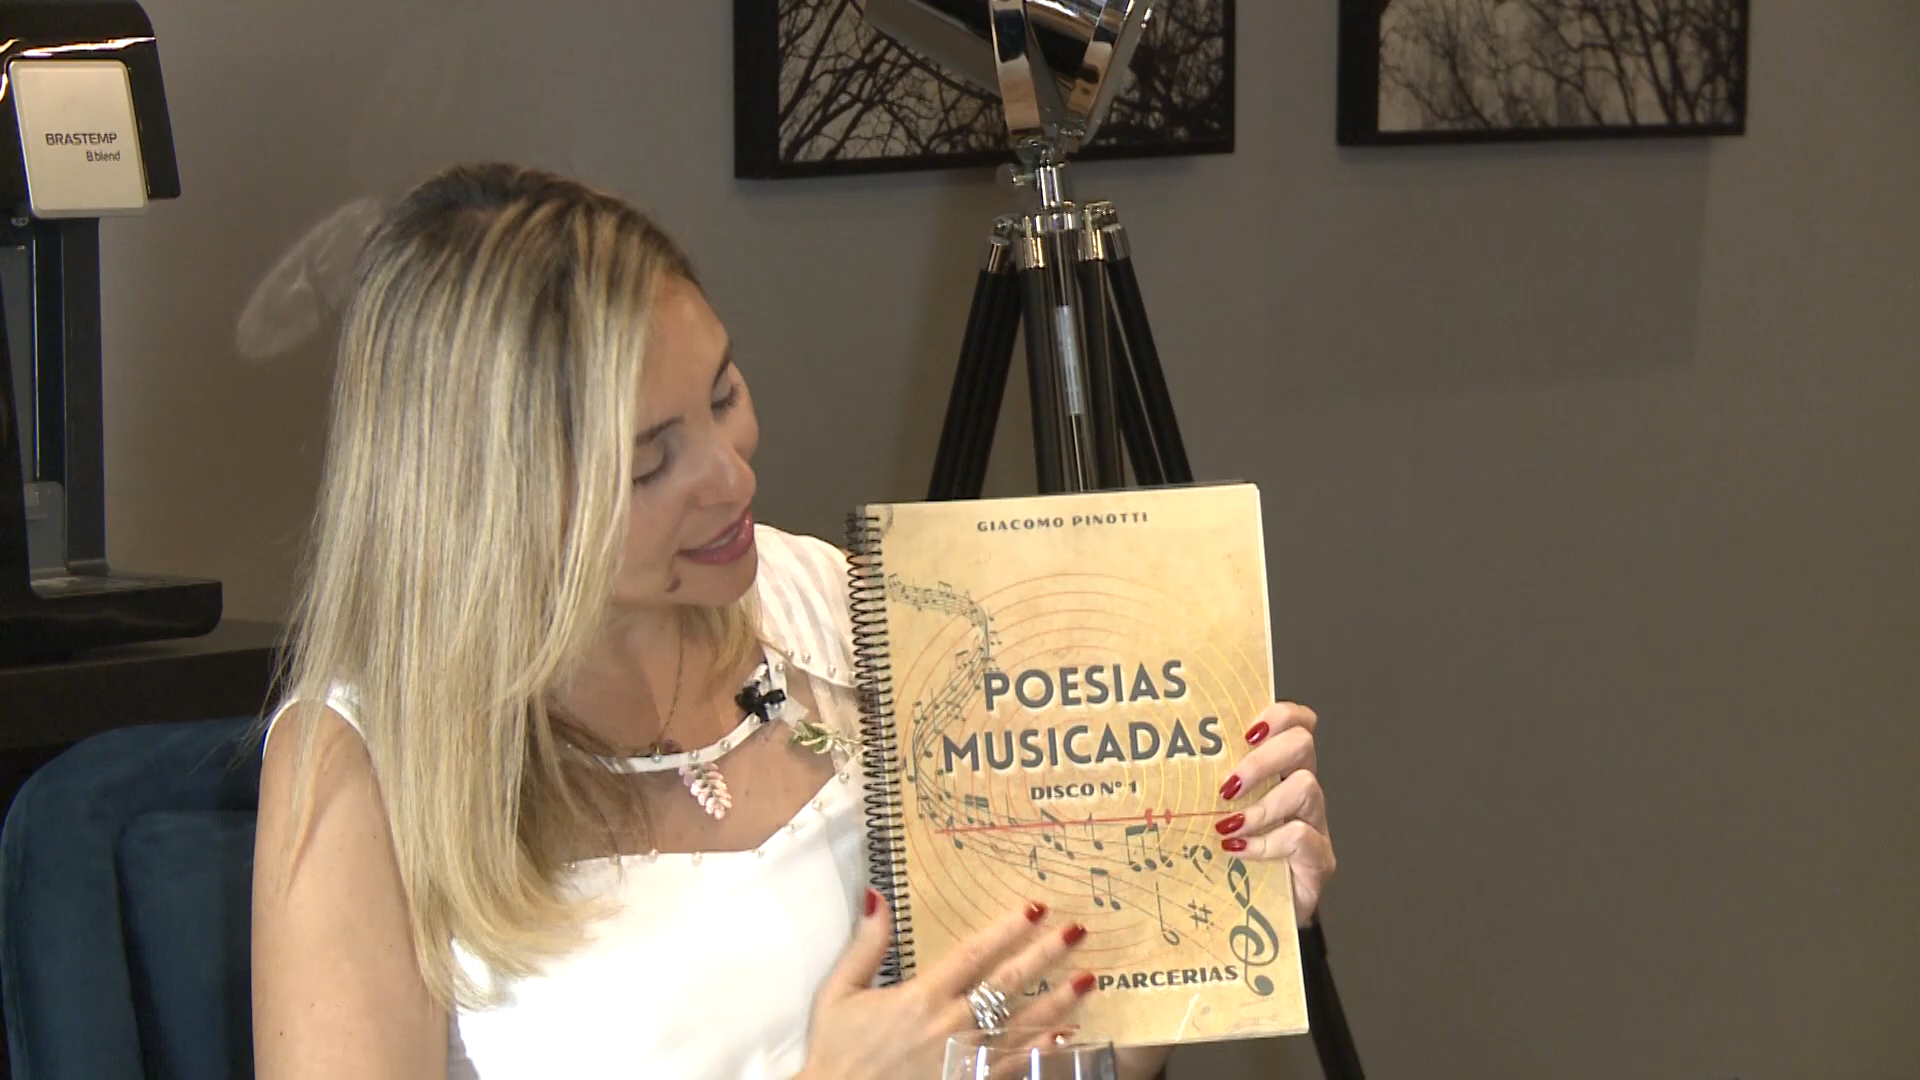 BRASTEMP
B.blend
GIACOMO PINOTTI
POESIAS
MUSICADAS
DISCO Nº 1
PARCERIAS